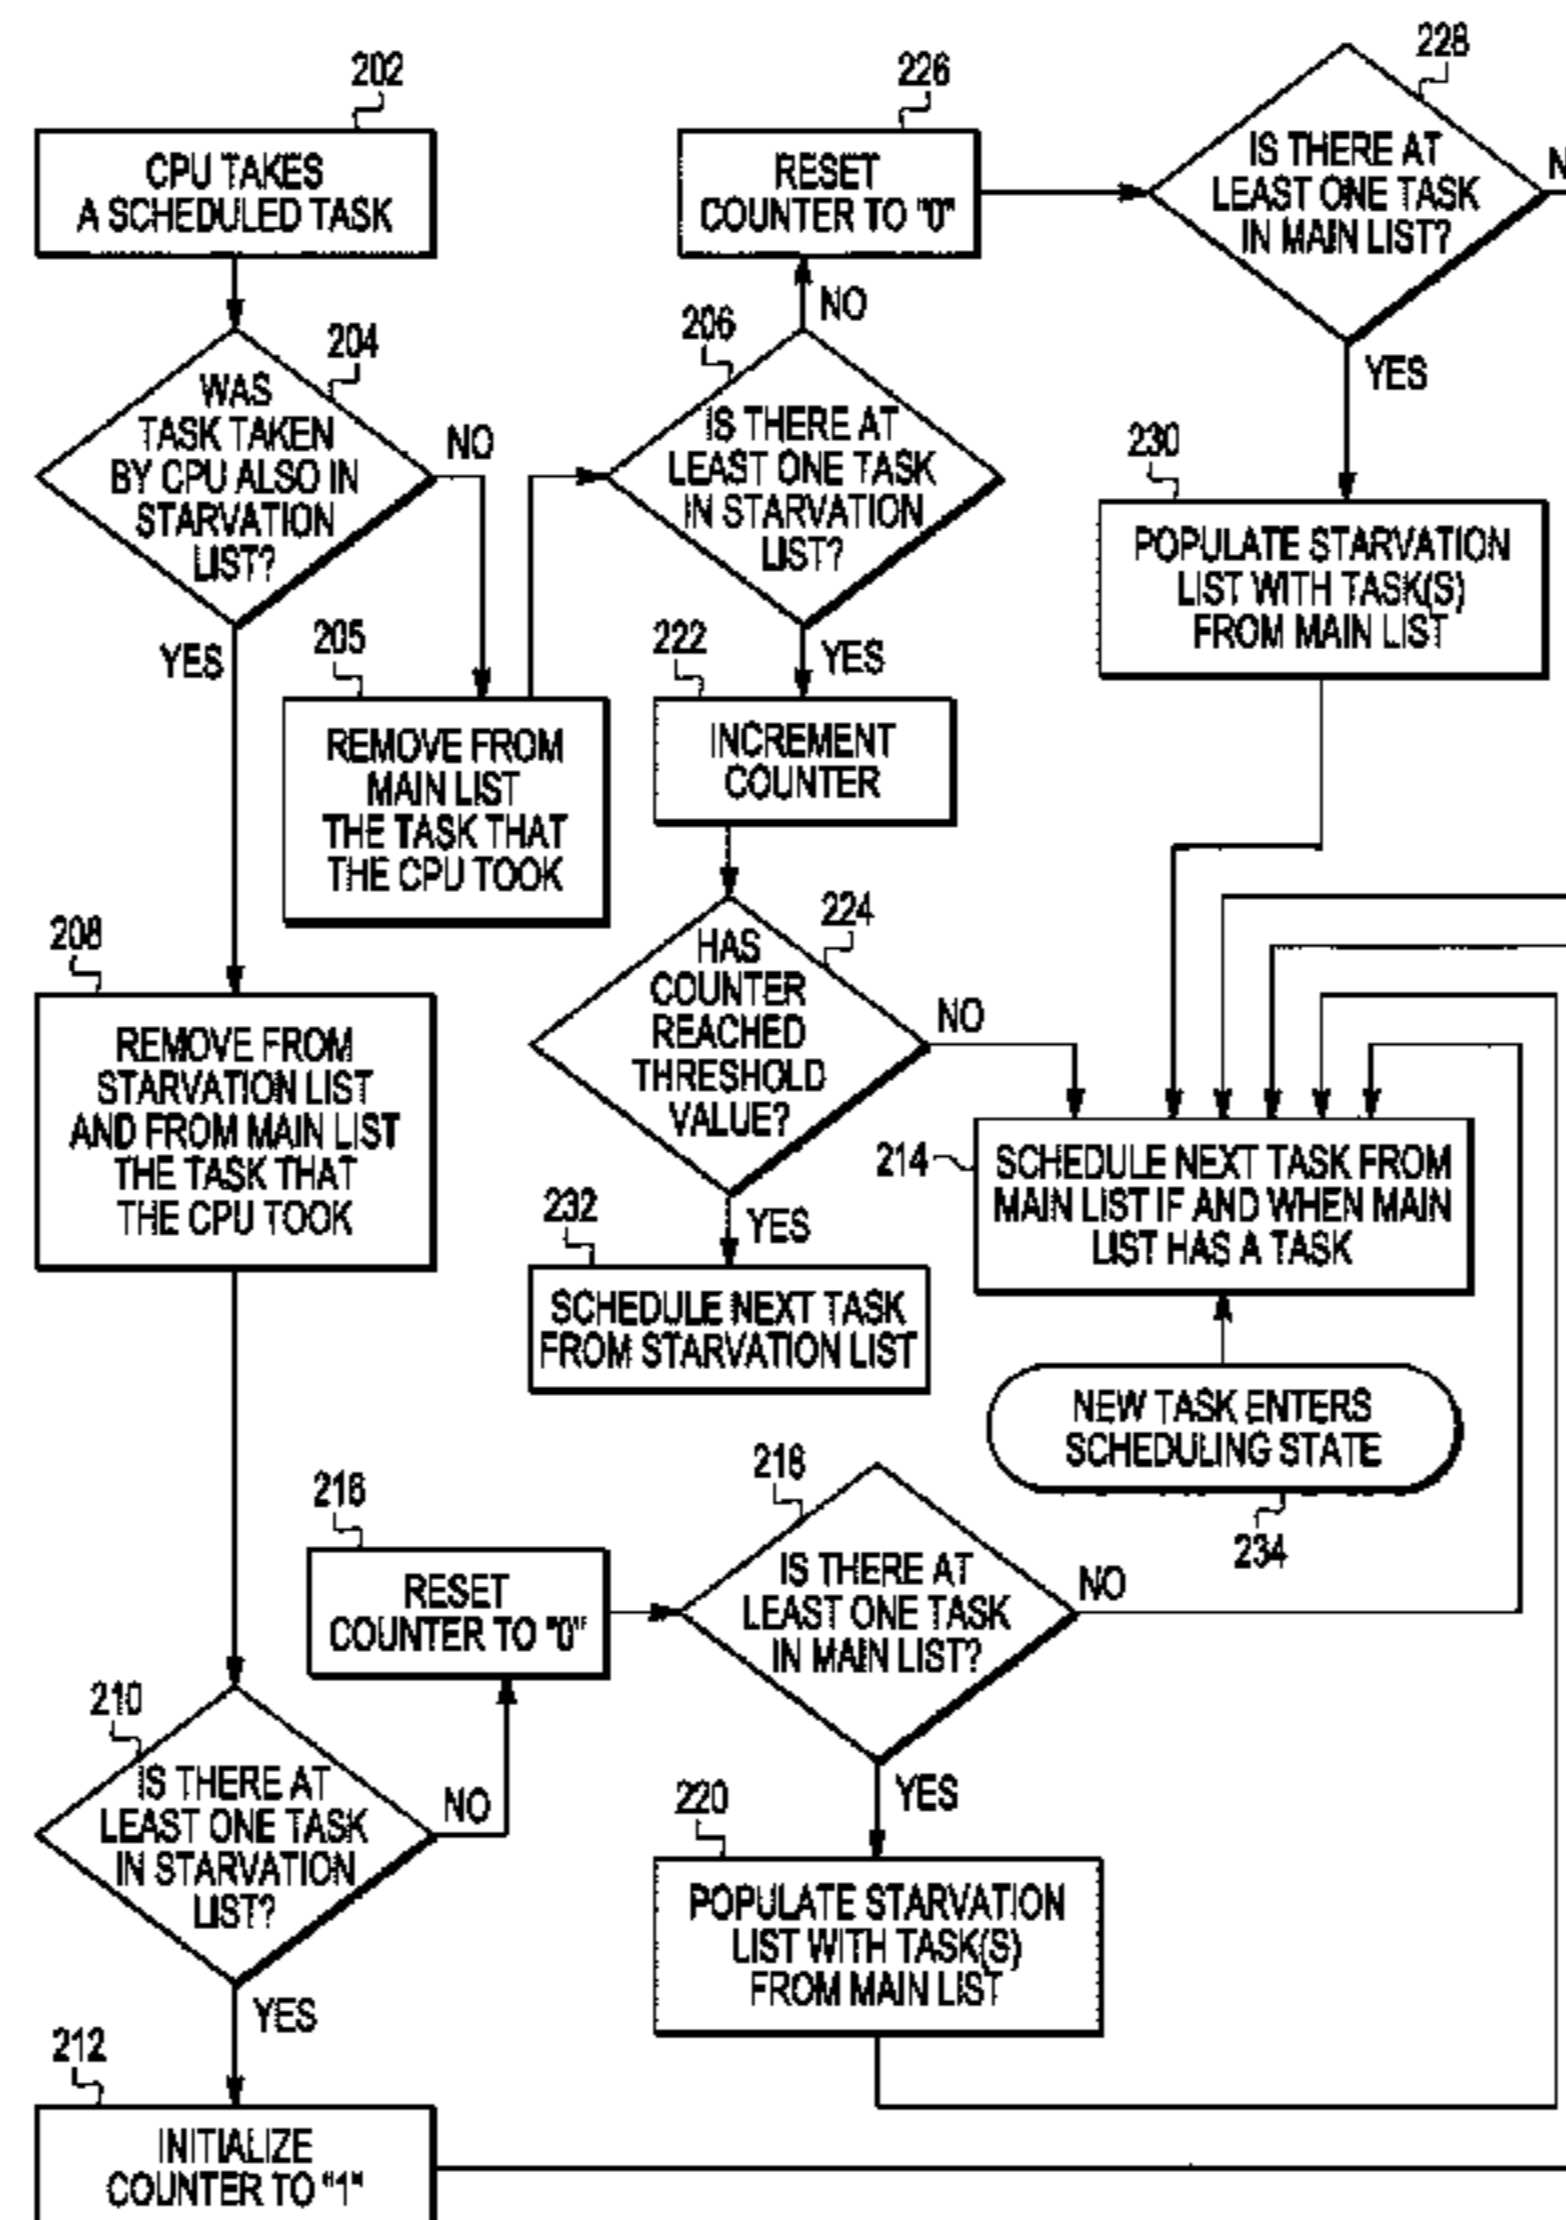 202
CPU TAKES
A SCHEDULED TASK
204
WAS
TASK TAKEN
BY CPU ALSO IN
STARVATION
LIST?
NO
YES
205
REMOVE FROM
MAIN LIST
THE TASK THAT
THE CPU TOOK
208
REMOVE FROM
STARVATION LIST
AND FROM MAIN LIST
THE TASK THAT
THE CPU TOOK
210
IS THERE AT
LEAST ONE TASK
IN STARVATION
LIST?
NO
YES
212
INITIALIZE
COUNTER TO "1"
226
RESET
COUNTER TO "0"
206
NO
IS THERE AT
LEAST ONE TASK
IN STARVATION
LIST?
YES
222
INCREMENT
COUNTER
224
HAS
COUNTER
REACHED
THRESHOLD
VALUE?
NO
YES
232
SCHEDULE NEXT TASK
FROM STARVATION LIST
216
RESET
COUNTER TO "0"
218
IS THERE AT
LEAST ONE TASK
IN MAIN LIST?
NO
YES
220
POPULATE STARVATION
LIST WITH TASK(S)
FROM MAIN LIST
228
IS THERE AT
LEAST ONE TASK
IN MAIN LIST?
N
YES
230
POPULATE STARVATION
LIST WITH TASK(S)
FROM MAIN LIST
214
SCHEDULE NEXT TASK FROM
MAIN LIST IF AND WHEN MAIN
LIST HAS A TASK
NEW TASK ENTERS
SCHEDULING STATE
234